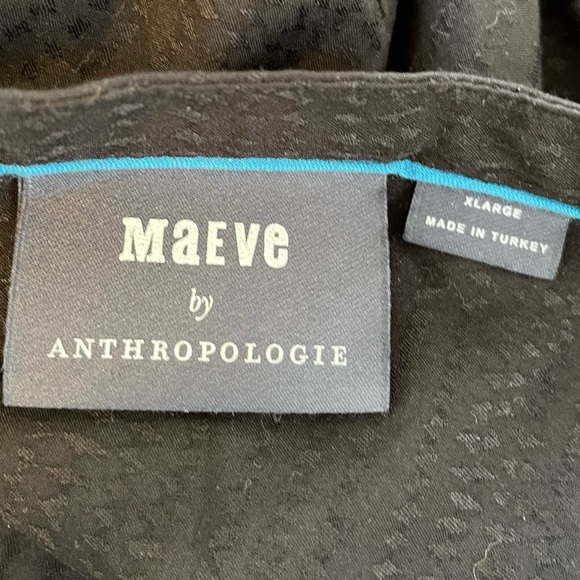 MaEVe
by
ANTHROPOLOGIE
XLARGE
MADE IN TURKEY